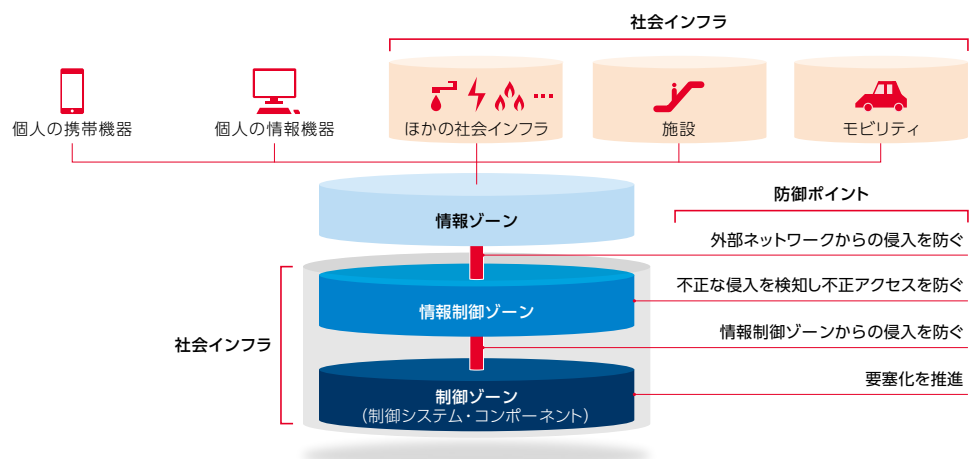 社会インフラ
個人の携帯機器
個人の情報機器
ほかの社会インフラ
施設
モビリティ
情報ゾーン
防御ポイント
外部ネットワークからの侵入を防ぐ
不正な侵入を検知し不正アクセスを防ぐ
情報制御ゾーン
社会インフラ
情報制御ゾーンからの侵入を防ぐ
要塞化を推進
制御ゾーン
（制御システム・コンポーネント）